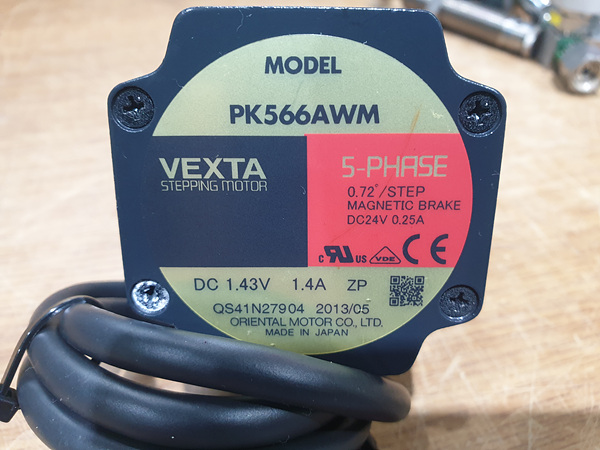 MODEL
PK566AWM
VEXTA
STEPPING MOTOR
5-PHASE
0.72°/STEP
MAGNETIC BRAKE
DC24V 0.25A
c RU US VDE CE
DC 1.43V 1.4A ZP
QS41N27904 2013/05
ORIENTAL MOTOR CO., LTD.
MADE IN JAPAN